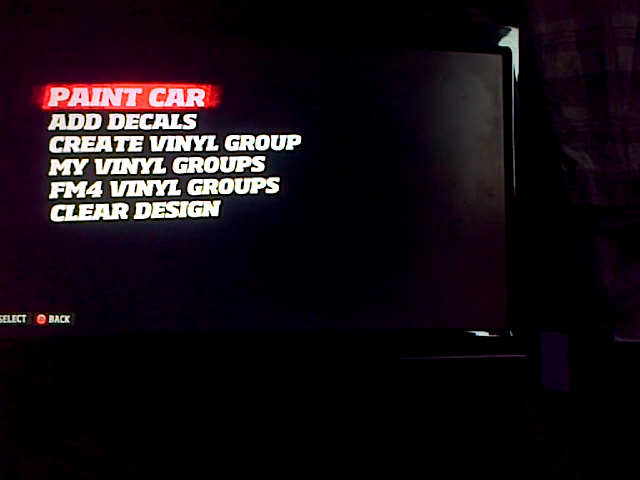 PAINT CAR
ADD DECALS
CREATE VINYL GROUP
MY VINYL GROUPS
FM4 VINYL GROUPS
CLEAR DESIGN
SELECT BACK